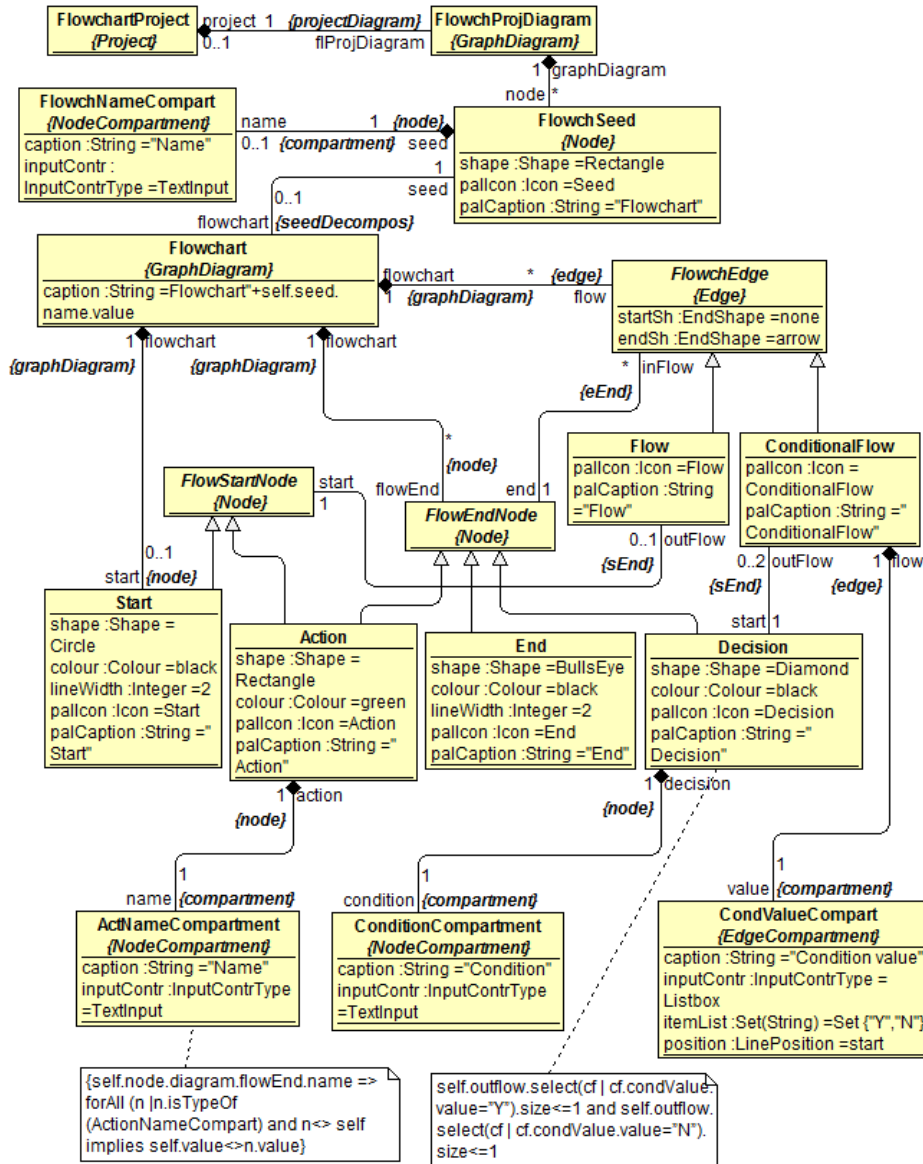 FlowchartProject
{Project}
project 1 {projectDiagram}
0..1 flProjDiagram
FlowchProjDiagram
{GraphDiagram}
1 graphDiagram
node *
FlowchNameCompart
{NodeCompartment}
caption :String ="Name"
inputContr :
InputContrType =TextInput
name 1 {node}
0..1 {compartment} seed
FlowchSeed
{Node}
shape :Shape =Rectangle
palIcon :Icon =Seed
palCaption :String ="Flowchart"
1
seed
0..1
flowchart {seedDecompos}
Flowchart
{GraphDiagram}
caption :String =Flowchart"+self.seed.
name.value
flowchart * {edge}
1 {graphDiagram} flow
FlowchEdge
{Edge}
startSh :EndShape =none
endSh :EndShape =arrow
1 flowchart
{graphDiagram}
1 flowchart
{graphDiagram}
* inFlow
{eEnd}
*
{node}
flowEnd
end 1
Flow
palIcon :Icon =Flow
palCaption :String
="Flow"
ConditionalFlow
palIcon :Icon =
ConditionalFlow
palCaption :String ="
ConditionalFlow"
FlowStartNode
{Node}
start
1
FlowEndNode
{Node}
0..1 outFlow
{sEnd}
0..2 outFlow
{sEnd}
1 flow
{edge}
0..1
start {node}
start 1
Start
shape :Shape =
Circle
colour :Colour =black
lineWidth :Integer =2
palIcon :Icon =Start
palCaption :String ="
Start"
Action
shape :Shape =
Rectangle
colour :Colour =green
palIcon :Icon =Action
palCaption :String ="
Action"
End
shape :Shape =BullsEye
colour :Colour =black
lineWidth :Integer =2
palIcon :Icon =End
palCaption :String ="End"
Decision
shape :Shape =Diamond
colour :Colour =black
palIcon :Icon =Decision
palCaption :String ="
Decision"
1 action
{node}
1 decision
{node}
1
name {compartment}
1
condition {compartment}
1
value {compartment}
ActNameCompartment
{NodeCompartment}
caption :String ="Name"
inputContr :InputContrType
=TextInput
ConditionCompartment
{NodeCompartment}
caption :String ="Condition"
inputContr :InputContrType
=TextInput
CondValueCompart
{EdgeCompartment}
caption :String ="Condition value"
inputContr :InputContrType =
Listbox
itemList :Set(String) =Set {"Y","N"}
position :LinePosition =start
{self.node.diagram.flowEnd.name =>
forAll (n |n.isTypeOf
(ActionNameCompart) and n<> self
implies self.value<>n.value}
self.outflow.select(cf | cf.condValue.
value="Y").size<=1 and self.outflow.
select(cf | cf.condValue.value="N").
size<=1